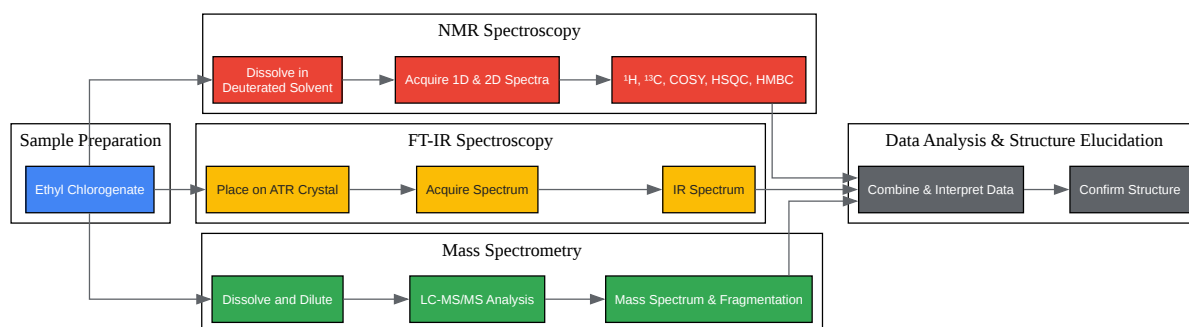 NMR Spectroscopy
Dissolve in
Deuterated Solvent
Acquire 1D & 2D Spectra
¹H, ¹³C, COSY, HSQC, HMBC
Sample Preparation
Ethyl Chlorogenate
FT-IR Spectroscopy
Place on ATR Crystal
Acquire Spectrum
IR Spectrum
Data Analysis & Structure Elucidation
Combine & Interpret Data
Confirm Structure
Mass Spectrometry
Dissolve and Dilute
LC-MS/MS Analysis
Mass Spectrum & Fragmentation